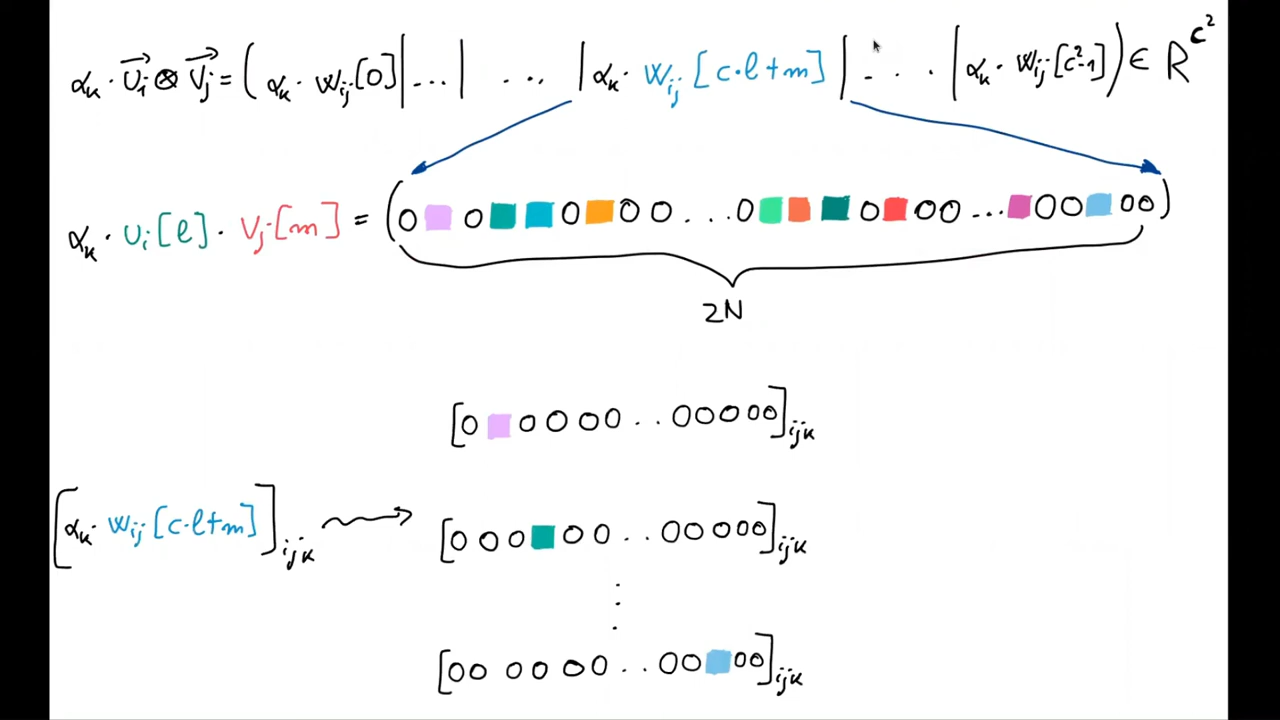 αₖ · u⃗ᵢ ⊗ v⃗ⱼ = ( αₖ · wᵢⱼ[0] | ... | ... | αₖ · wᵢⱼ[c·l+m] | ... | αₖ · wᵢⱼ[c²-1] ) ∈ R^c²
αₖ · uᵢ[l] · vⱼ[m] = ( 0 0 0 0 0 ... 0 0 0 0 ... 0 0 0 0 )
2N
[0 0 0 0 0 .. 0 0 0 0 0]ijk
[αₖ · wᵢⱼ[c·l+m]]ijk ⇝ [0 0 0 0 0 .. 0 0 0 0 0]ijk
⋮
[0 0 0 0 0 0 .. 0 0 0 0]ijk